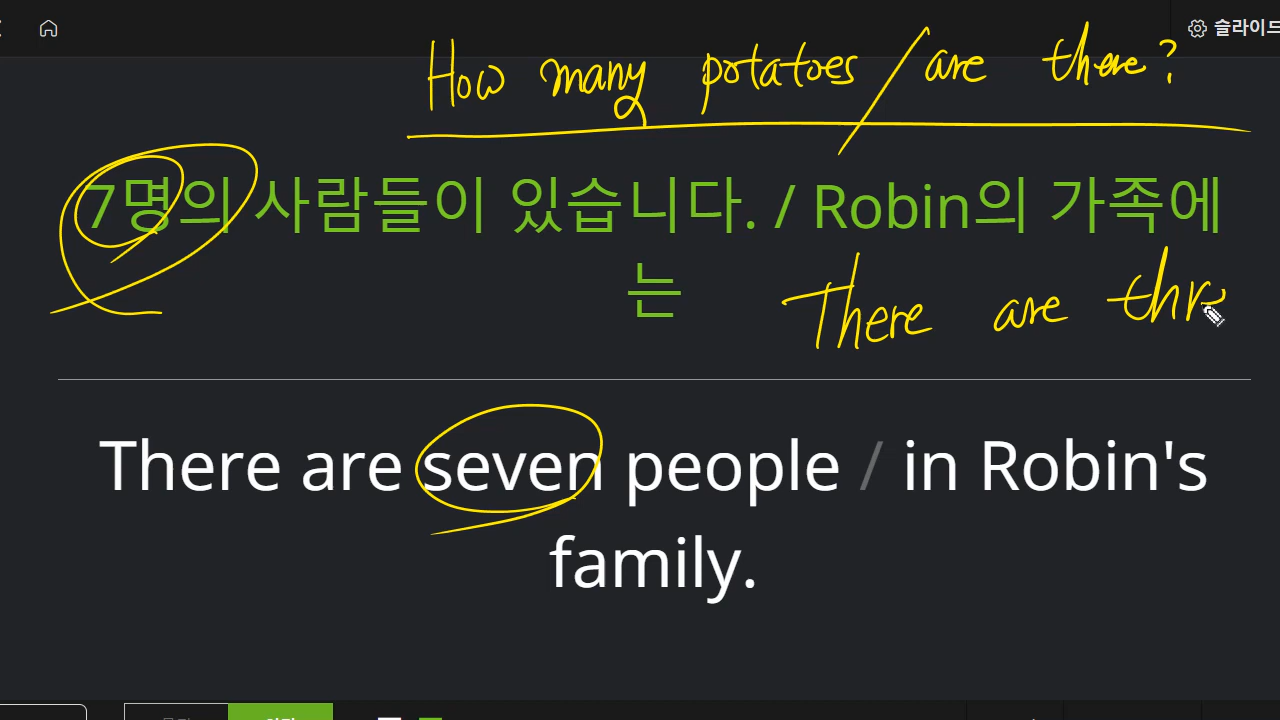 슬라이드
How many potatoes / are there?
7명의 사람들이 있습니다. / Robin의 가족에
는
There are thre
There are seven people / in Robin's
family.